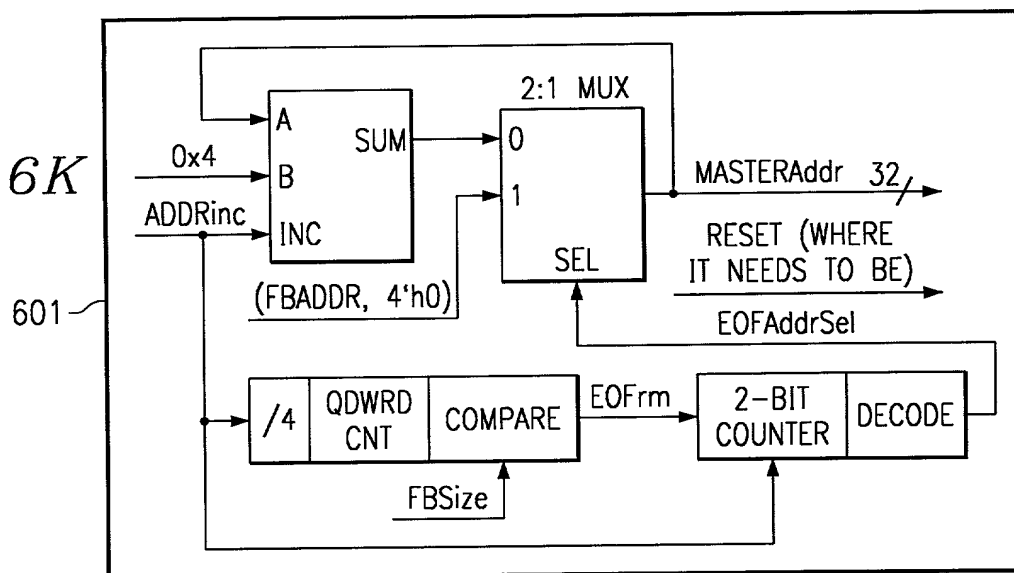 2:1 MUX
A
SUM
0
0x4
B
6K
1
MASTERAddr 32
ADDRinc
INC
RESET (WHERE
IT NEEDS TO BE)
SEL
(FBADDR, 4'h0)
601
EOFAddrSel
/4
QDWRD
CNT
COMPARE
EOFrm
2-BIT
COUNTER
DECODE
FBSize